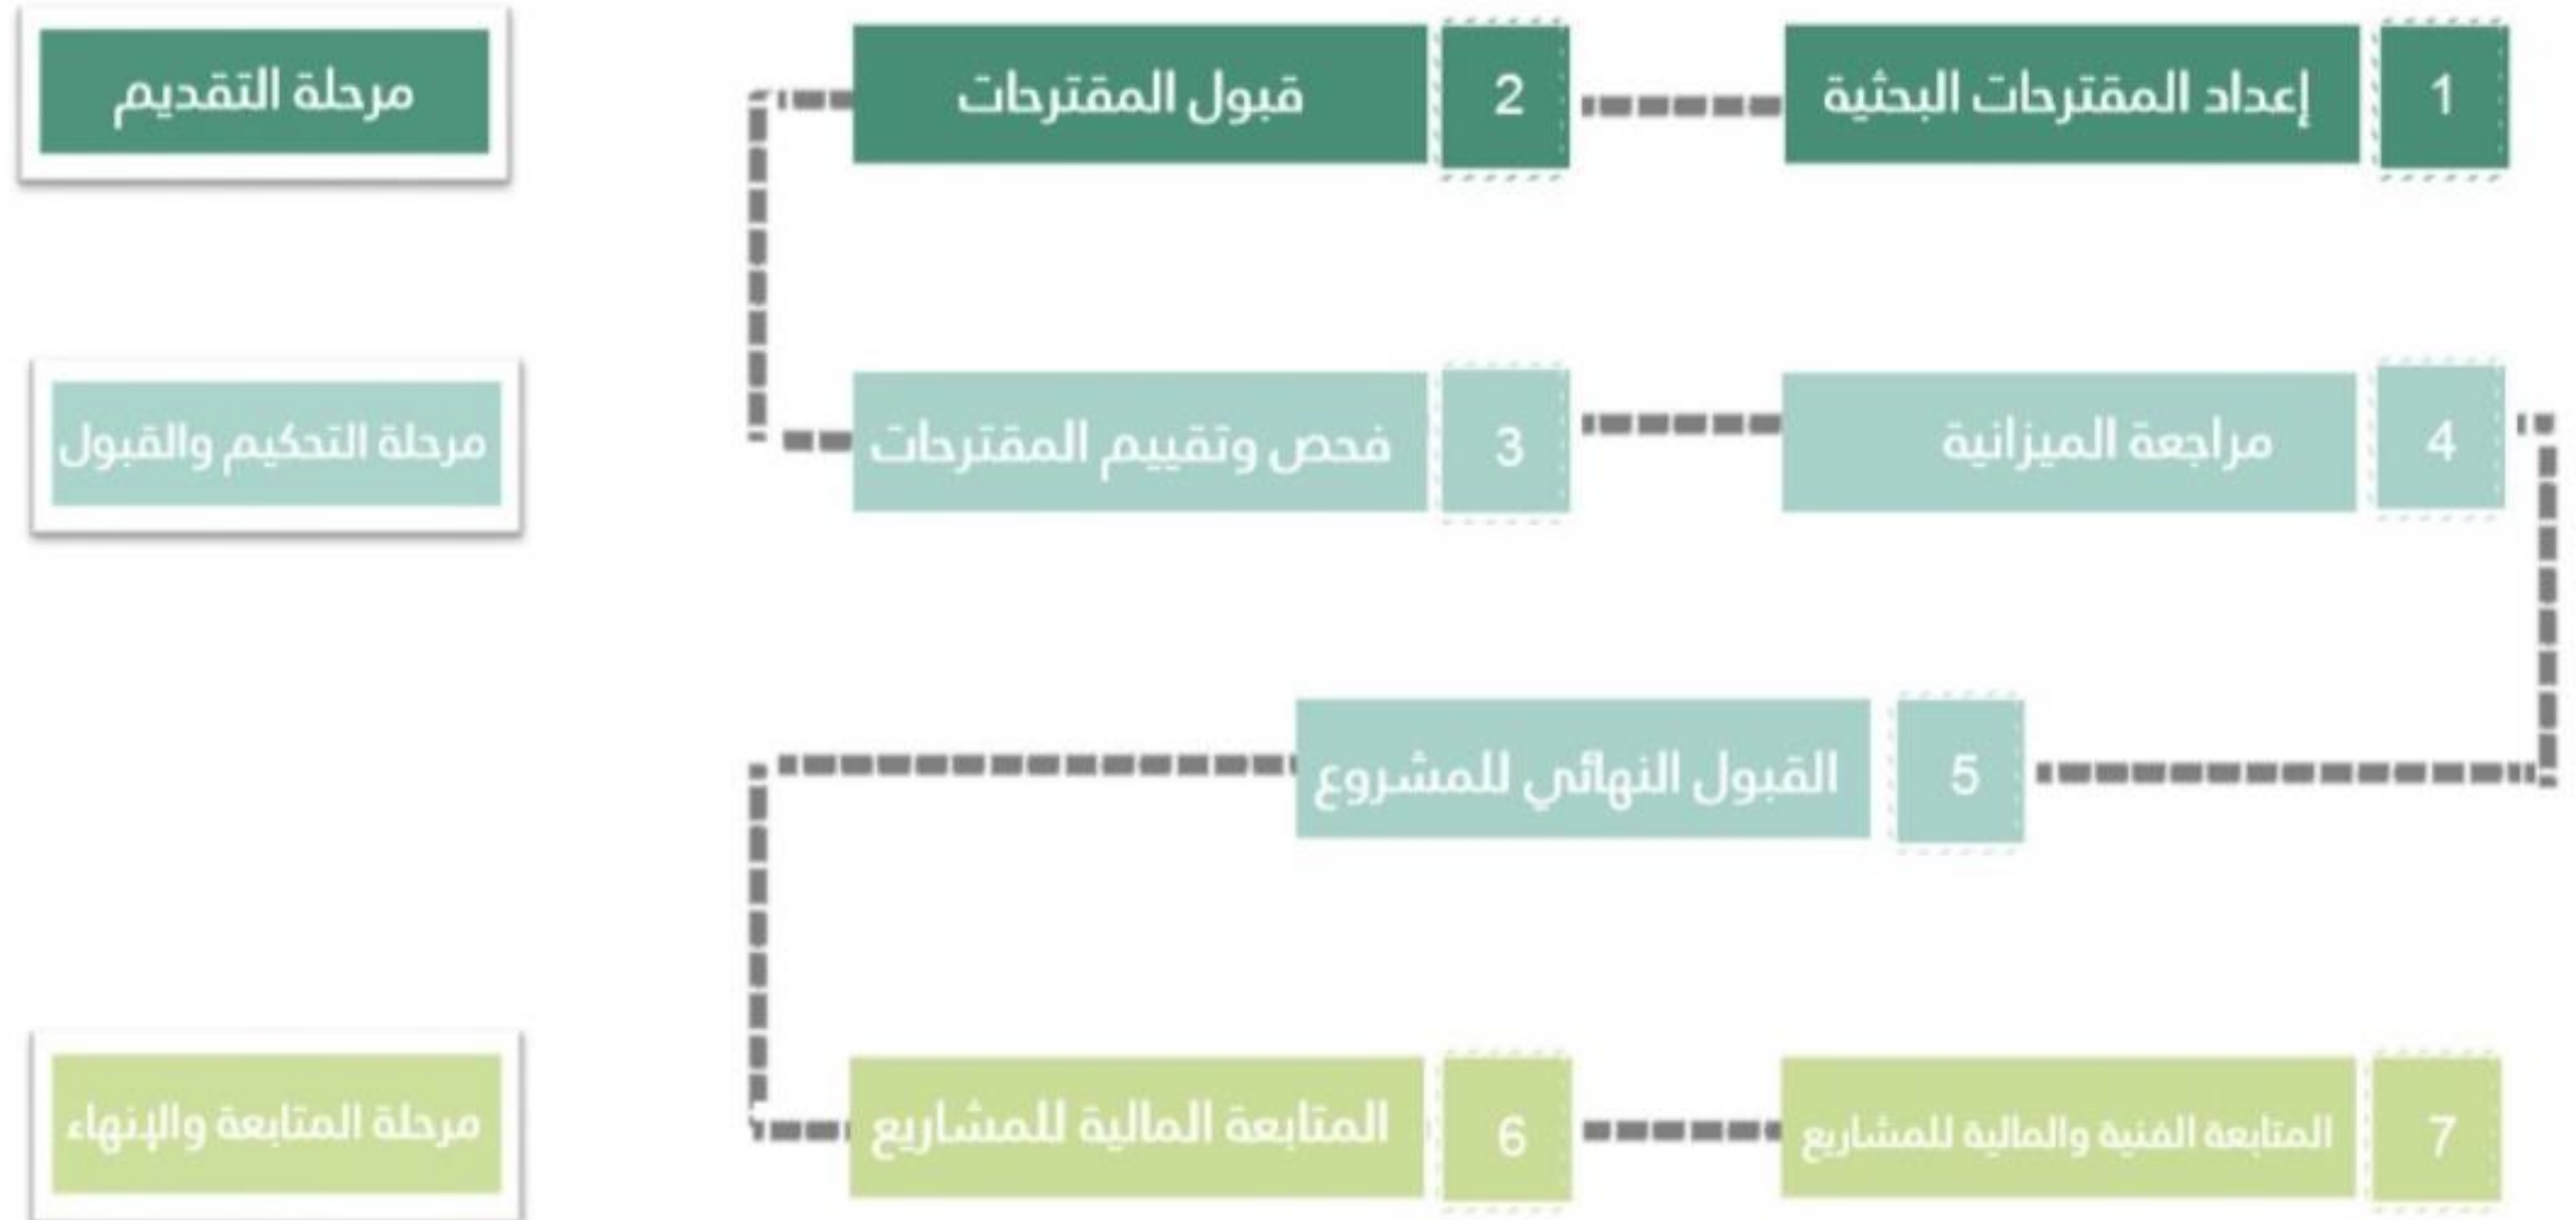 1
إعداد المقترحات البحثية
2
قبول المقترحات
مرحلة التقديم
3
فحص وتقييم المقترحات
4
مراجعة الميزانية
مرحلة التحكيم والقبول
5
القبول النهائي للمشروع
6
المتابعة المالية للمشاريع
7
المتابعة الفنية والمالية للمشاريع
مرحلة المتابعة والإنهاء